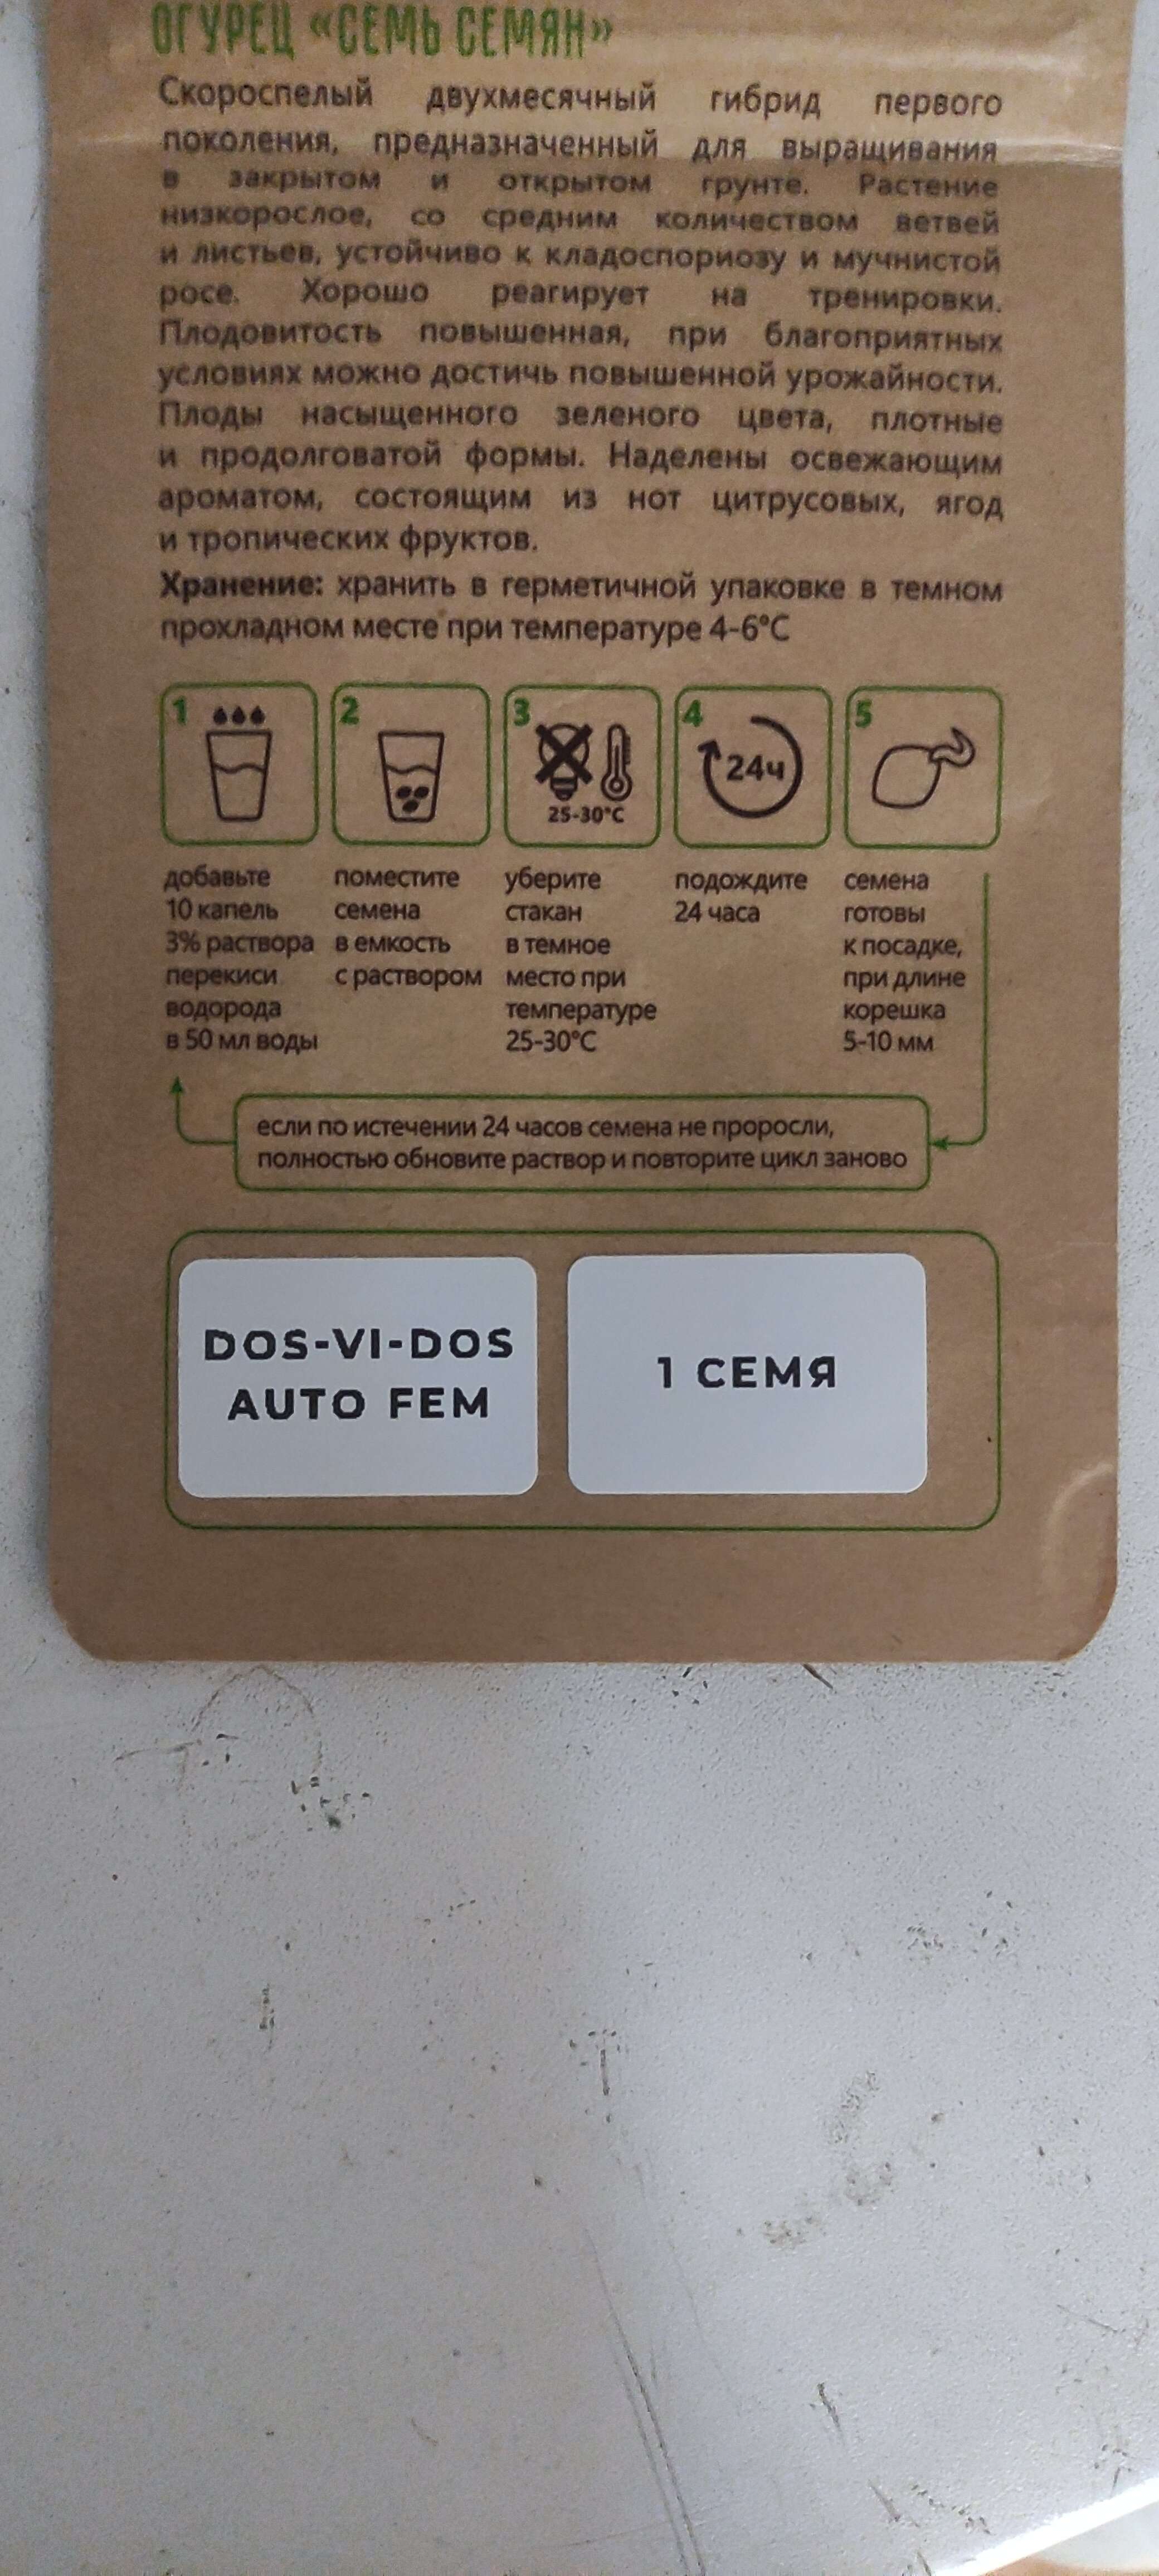 ОГУРЕЦ «СЕМЬ СЕМЯН»
Скороспелый двухмесячный гибрид первого
поколения, предназначенный для выращивания
в закрытом и открытом грунте. Растение
низкорослое, со средним количеством ветвей
и листьев, устойчиво к кладоспориозу и мучнистой
росе. Хорошо реагирует на тренировки.
Плодовитость повышенная, при благоприятных
условиях можно достичь повышенной урожайности.
Плоды насыщенного зеленого цвета, плотные
и продолговатой формы. Наделены освежающим
ароматом, состоящим из нот цитрусовых, ягод
и тропических фруктов.
Хранение: хранить в герметичной упаковке в темном
прохладном месте при температуре 4-6°C
1
добавьте
10 капель
3% раствора
перекиси
водорода
в 50 мл воды
2
поместите
семена
в емкость
с раствором
3
25-30°C
уберите
стакан
в темное
место при
температуре
25-30°C
4
24ч
подождите
24 часа
5
семена
готовы
к посадке,
при длине
корешка
5-10 мм
если по истечении 24 часов семена не проросли,
полностью обновите раствор и повторите цикл заново
DOS-VI-DOS
AUTO FEM
1 СЕМЯ